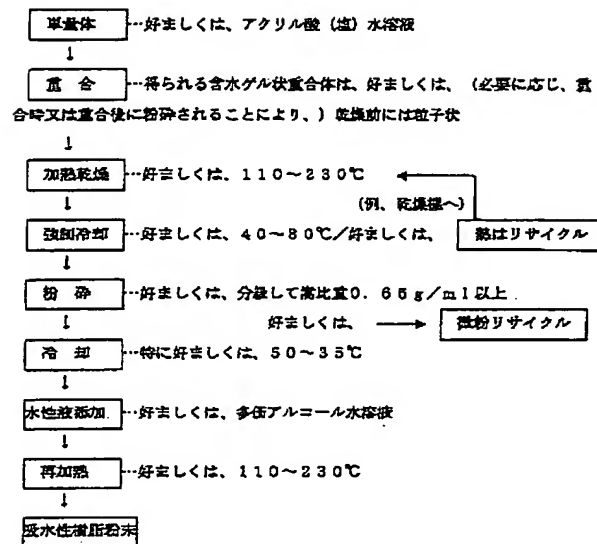 単量体…好ましくは、アクリル酸（塩）水溶液
↓
重 合…得られる含水ゲル状重合体は、好ましくは、（必要に応じ、重
合時又は重合後に粉砕されることにより、）乾燥前には粒子状
↓
加熱乾燥…好ましくは、１１０～２３０℃
↓ （例、乾燥機へ）
強制冷却…好ましくは、４０～８０℃／好ましくは、 熱はリサイクル
↓
粉 砕…好ましくは、分級して嵩比重０．６５ｇ／ｍｌ以上
↓ 好ましくは、 → 微粉リサイクル
冷 却…特に好ましくは、５０～３５℃
↓
水性液添加…好ましくは、多価アルコール水溶液
↓
再加熱…好ましくは、１１０～２３０℃
↓
吸水性樹脂粉末